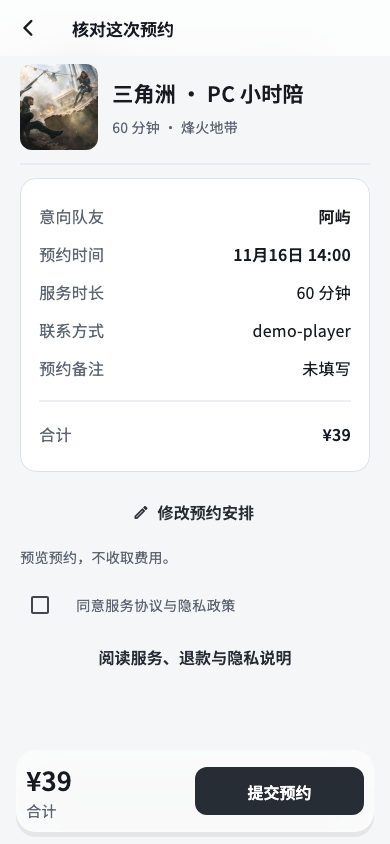 核对这次预约
三角洲 · PC 小时陪
60 分钟 · 烽火地带
意向队友 阿屿
预约时间 11月16日 14:00
服务时长 60 分钟
联系方式 demo-player
预约备注 未填写
合计 ¥39
修改预约安排
预览预约，不收取费用。
同意服务协议与隐私政策
阅读服务、退款与隐私说明
¥39
合计
提交预约